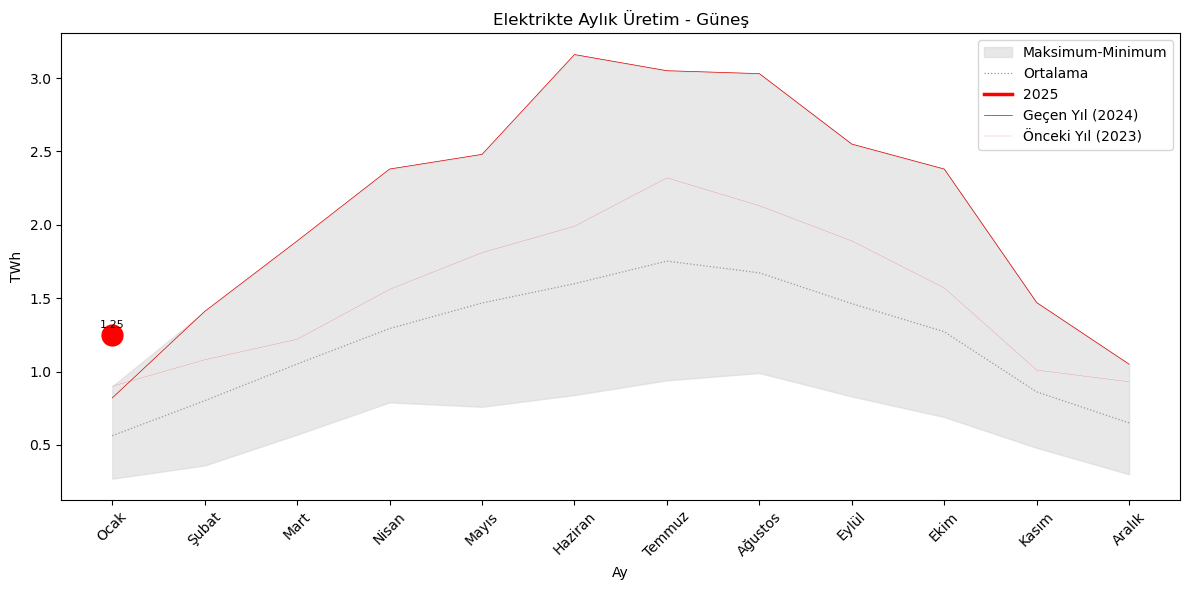 Elektrikte Aylık Üretim - Güneş
Maksimum-Minimum
Ortalama
2025
Geçen Yıl (2024)
Önceki Yıl (2023)
TWh
3.0
2.5
2.0
1.5
1.0
0.5
1.25
Ocak
Şubat
Mart
Nisan
Mayıs
Haziran
Temmuz
Ağustos
Eylül
Ekim
Kasım
Aralık
Ay